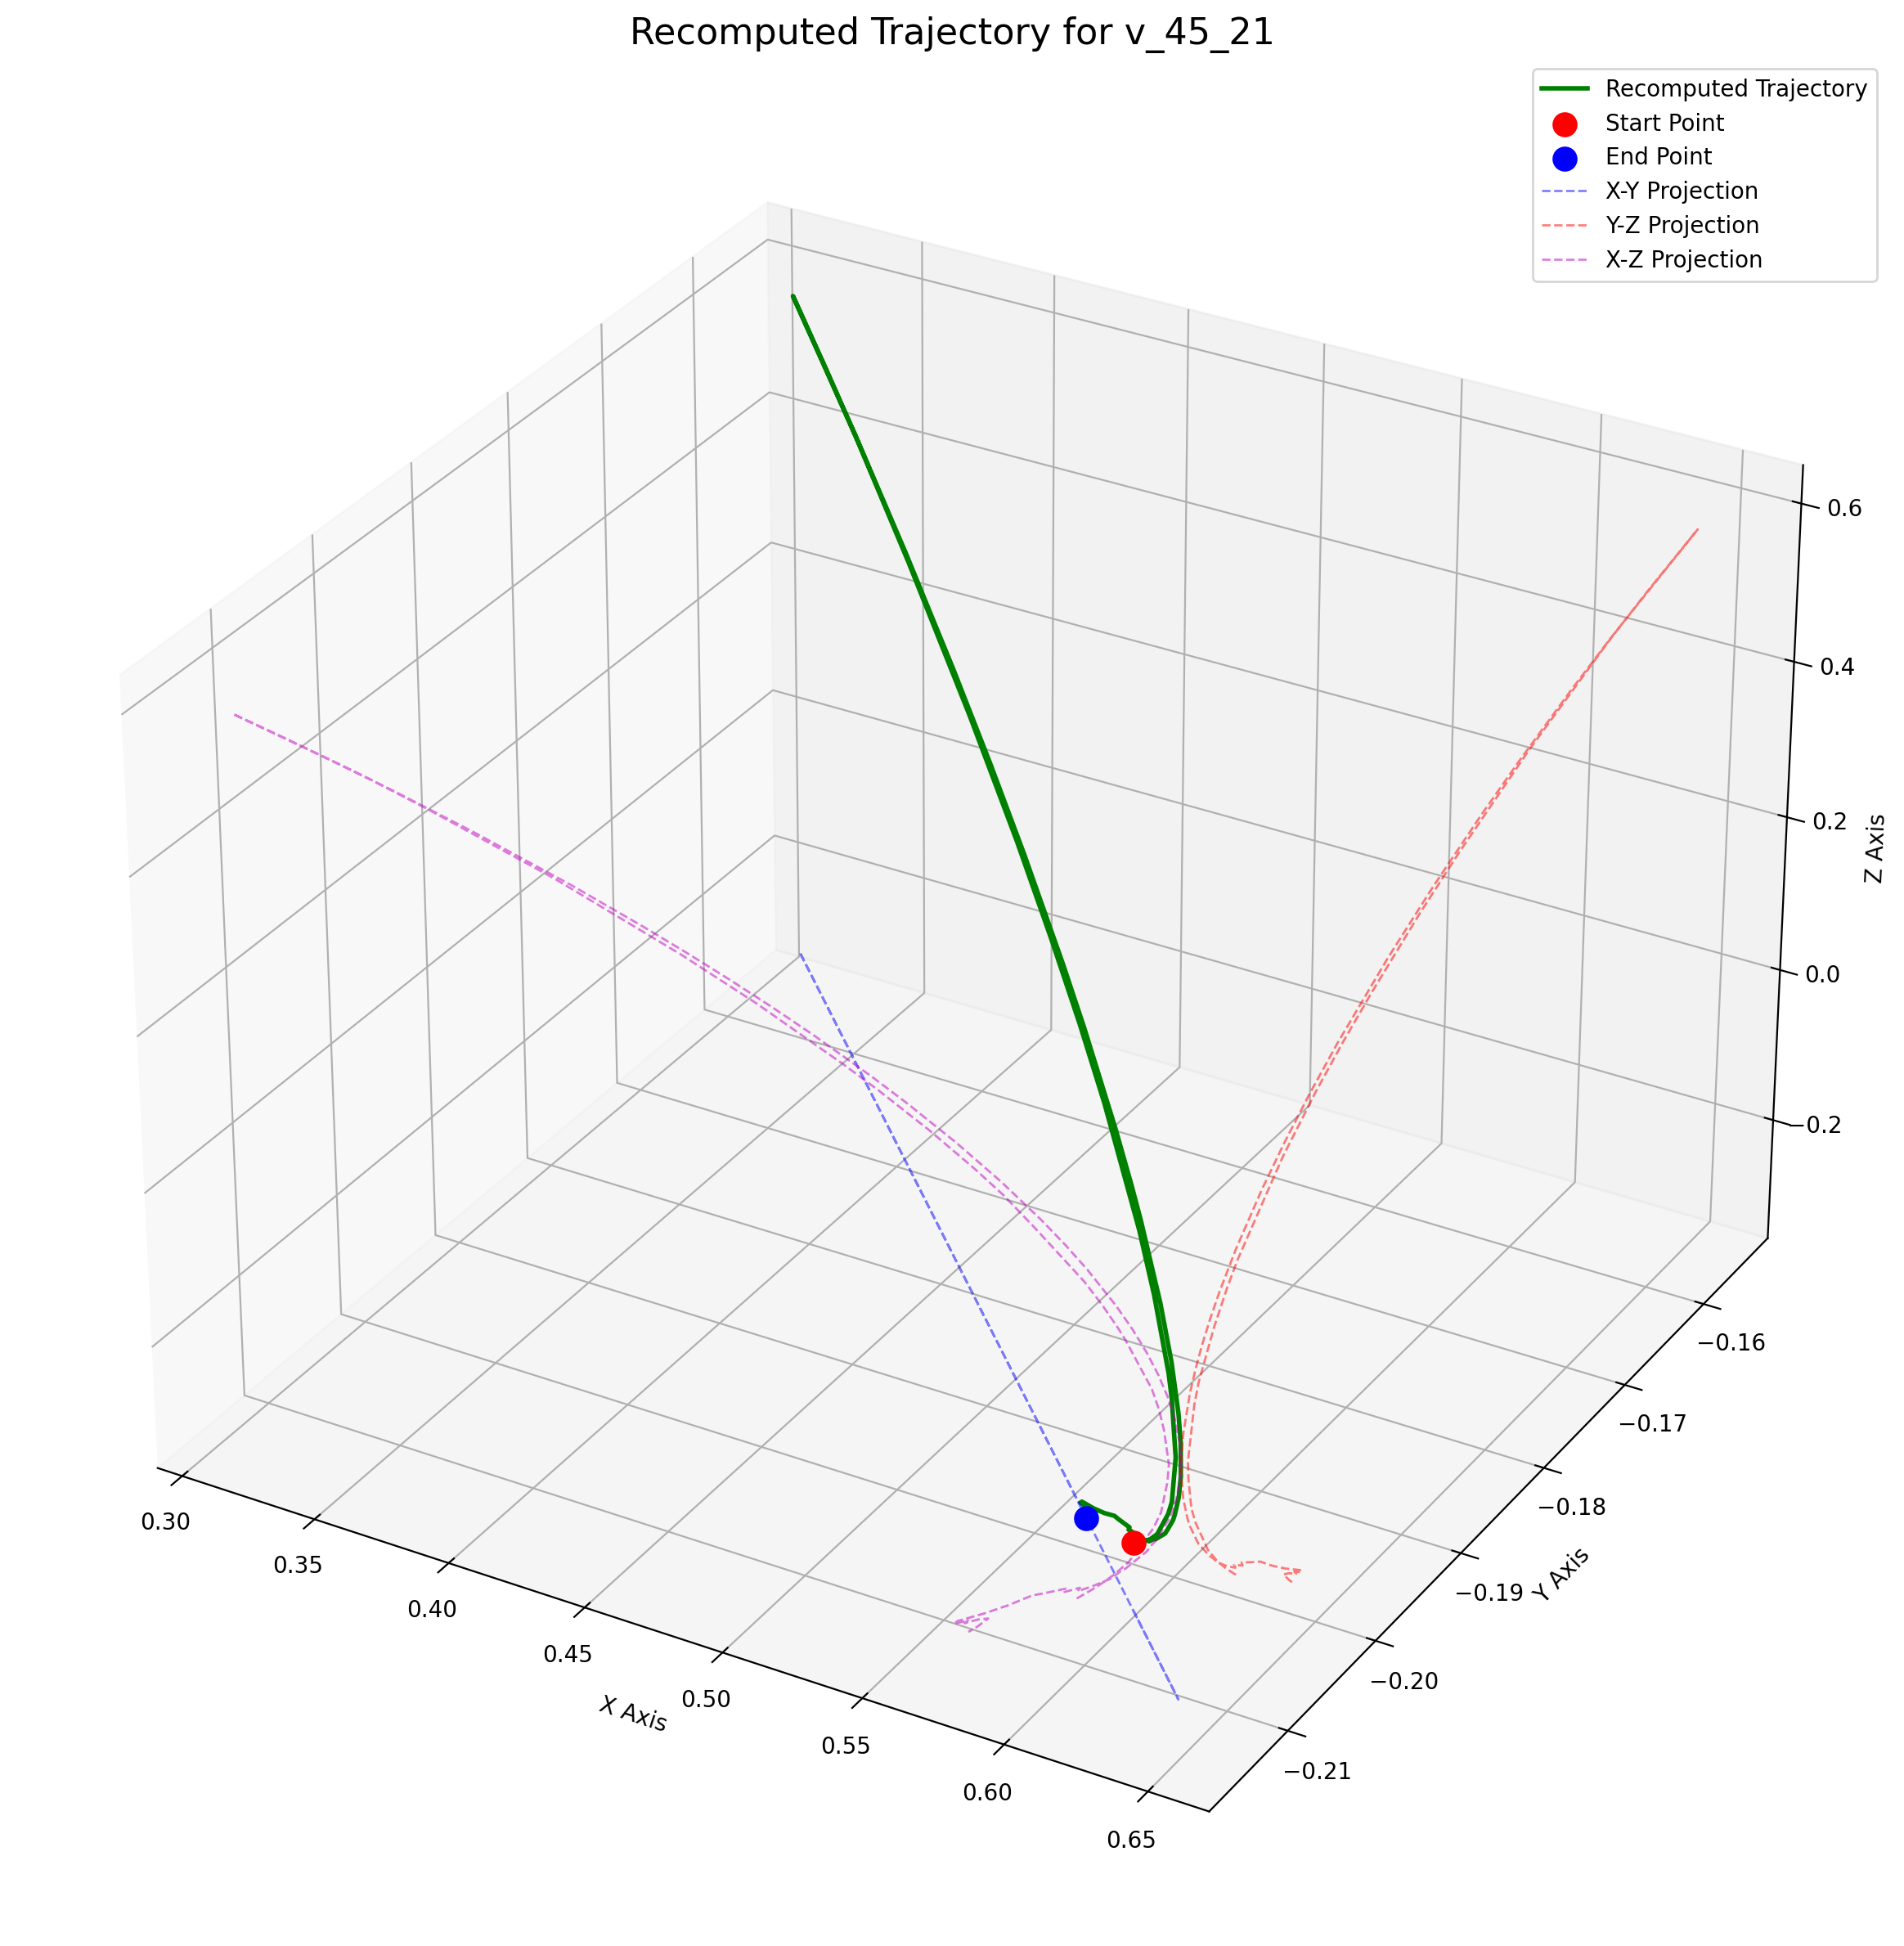 Recomputed Trajectory for v_45_21
Recomputed Trajectory
Start Point
End Point
X-Y Projection
Y-Z Projection
X-Z Projection
0.6
0.4
0.2
0.0
−0.2
Z Axis
−0.16
−0.17
−0.18
−0.19
−0.20
−0.21
Y Axis
0.30
0.35
0.40
0.45
0.50
0.55
0.60
0.65
X Axis